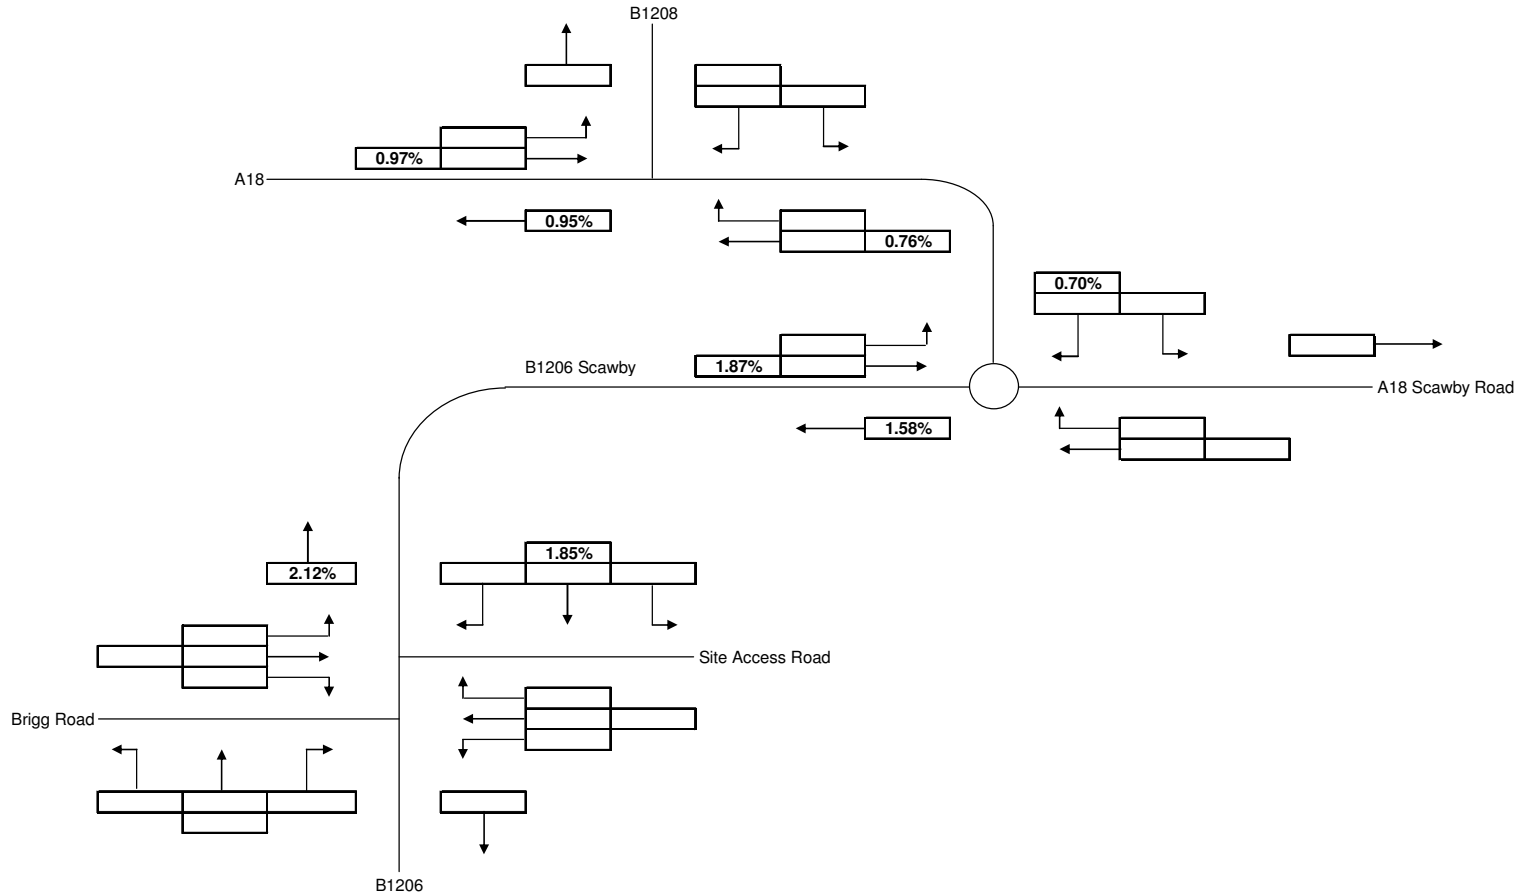 B1208
0.97%
A18
0.95%
0.76%
0.70%
B1206 Scawby
1.87%
A18 Scawby Road
1.58%
1.85%
2.12%
Site Access Road
Brigg Road
B1206